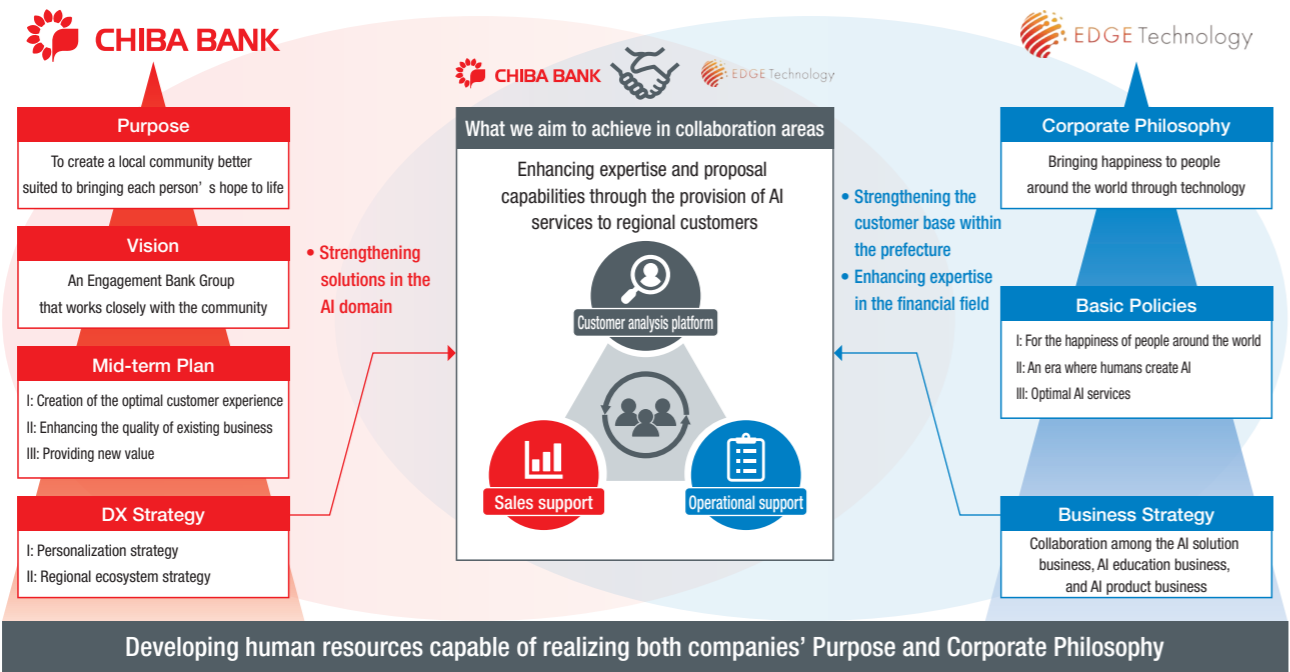 CHIBA BANK
Purpose
To create a local community better
suited to bringing each person’ s hope to life
Vision
An Engagement Bank Group
that works closely with the community
Mid-term Plan
I: Creation of the optimal customer experience
II: Enhancing the quality of existing business
III: Providing new value
DX Strategy
I: Personalization strategy
II: Regional ecosystem strategy
• Strengthening
solutions in the
AI domain
CHIBA BANK
EDGE Technology
What we aim to achieve in collaboration areas
Enhancing expertise and proposal
capabilities through the provision of AI
services to regional customers
Customer analysis platform
Sales support
Operational support
• Strengthening the
customer base within
the prefecture
• Enhancing expertise
in the financial field
EDGE Technology
Corporate Philosophy
Bringing happiness to people
around the world through technology
Basic Policies
I: For the happiness of people around the world
II: An era where humans create AI
III: Optimal AI services
Business Strategy
Collaboration among the AI solution
business, AI education business,
and AI product business
Developing human resources capable of realizing both companies’ Purpose and Corporate Philosophy